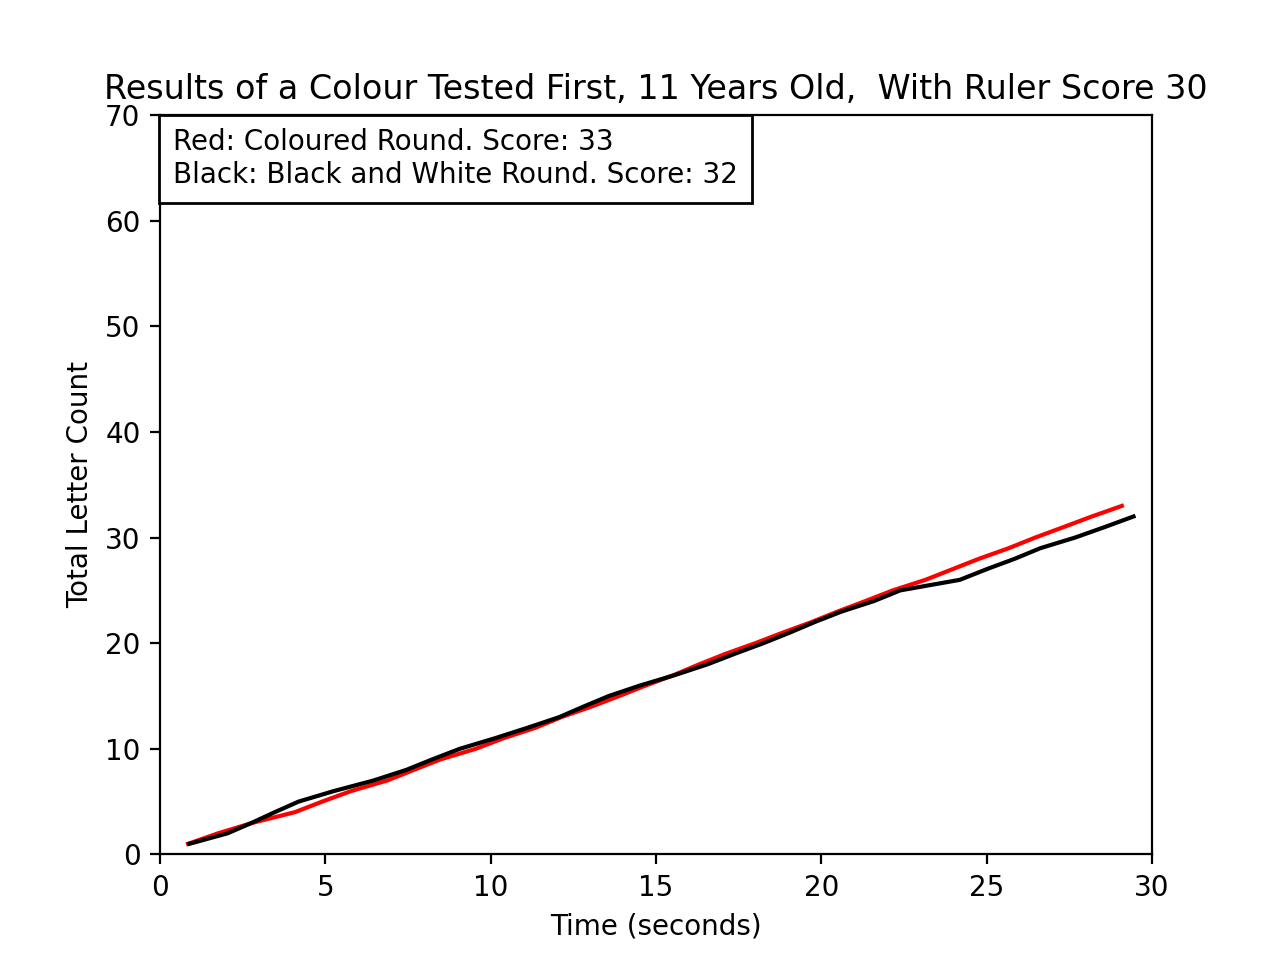 Results of a Colour Tested First, 11 Years Old,  With Ruler Score 30
Red: Coloured Round. Score: 33
Black: Black and White Round. Score: 32
70
60
50
40
30
20
10
0
Total Letter Count
0 5 10 15 20 25 30
Time (seconds)